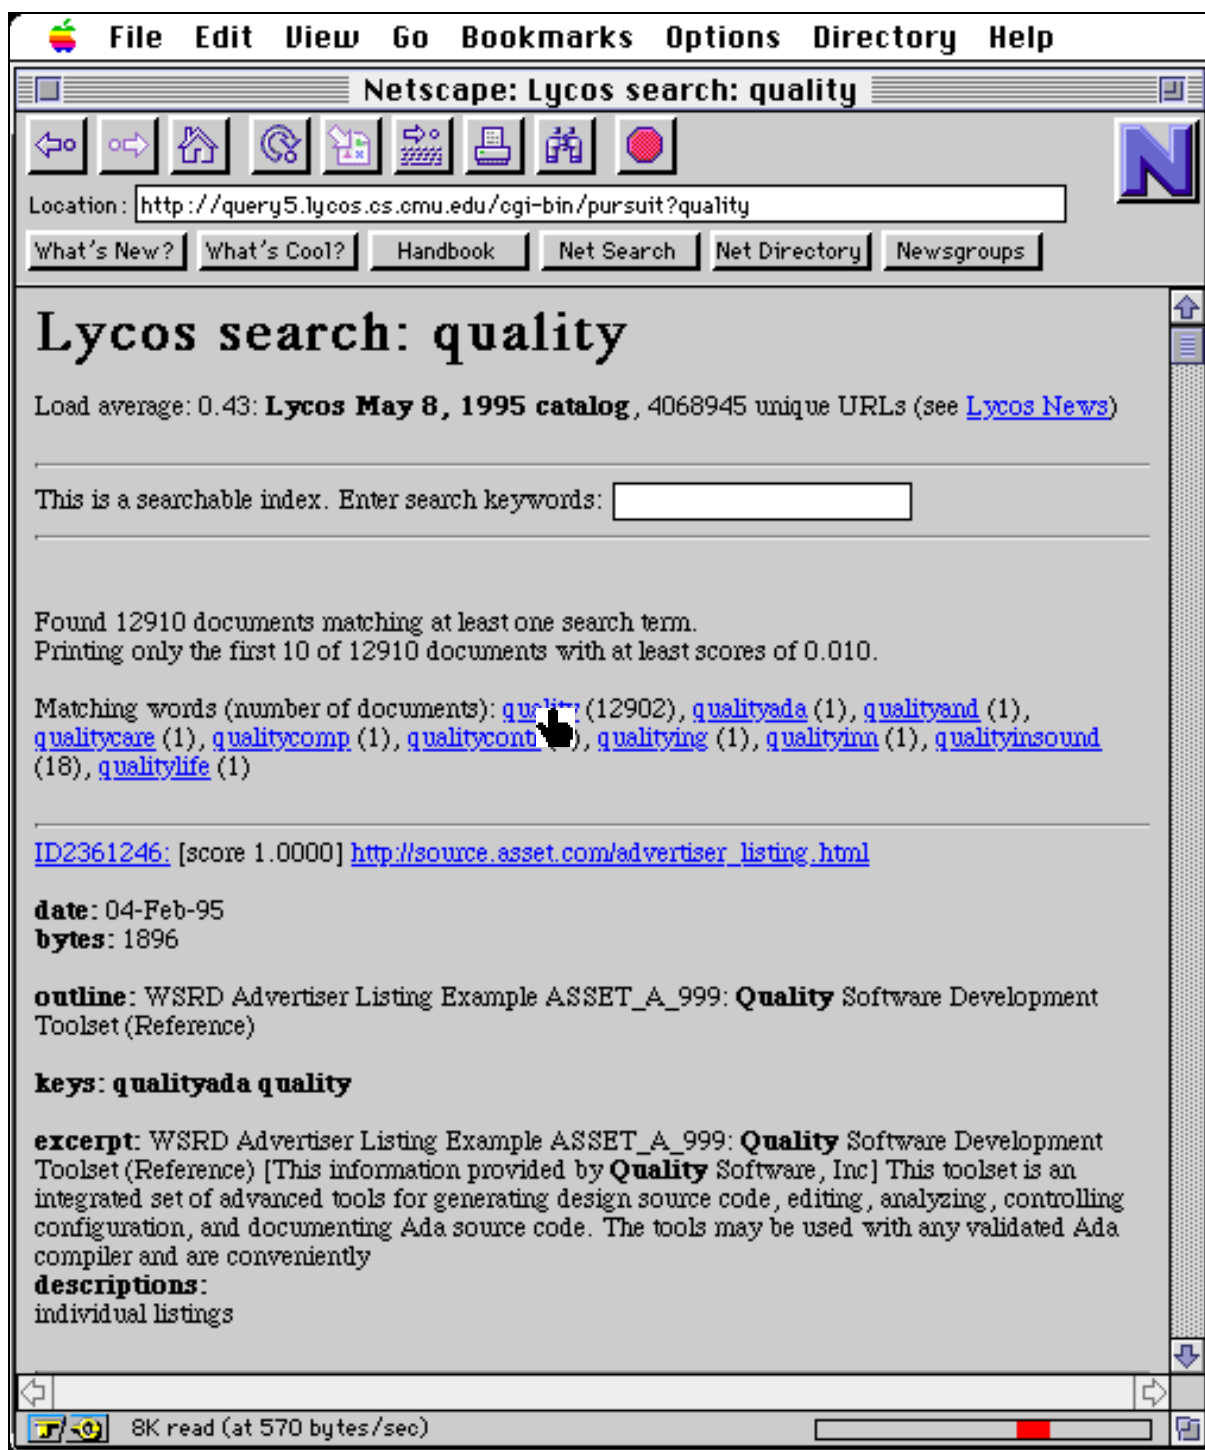 File Edit View Go Bookmarks Options Directory Help
Netscape: Lycos search: quality
N
Location: http://query5.lycos.cs.cmu.edu/cgi-bin/pursuit?quality
What's New? What's Cool? Handbook Net Search Net Directory Newsgroups
Lycos search: quality
Load average: 0.43: Lycos May 8, 1995 catalog, 4068945 unique URLs (see Lycos News)
This is a searchable index. Enter search keywords:
Found 12910 documents matching at least one search term.
Printing only the first 10 of 12910 documents with at least scores of 0.010.
Matching words (number of documents): quality (12902), qualityada (1), qualityand (1),
qualitycare (1), qualitycomp (1), qualitycont ), qualitying (1), qualityinn (1), qualityinsound
(18), qualitylife (1)
ID2361246: [score 1.0000] http://source.asset.com/advertiser_listing.html
date: 04-Feb-95
bytes: 1896
outline: WSRD Advertiser Listing Example ASSET_A_999: Quality Software Development
Toolset (Reference)
keys: qualityada quality
excerpt: WSRD Advertiser Listing Example ASSET_A_999: Quality Software Development
Toolset (Reference) [This information provided by Quality Software, Inc] This toolset is an
integrated set of advanced tools for generating design source code, editing, analyzing, controlling
configuration, and documenting Ada source code. The tools may be used with any validated Ada
compiler and are conveniently
descriptions:
individual listings
8K read (at 570 bytes/sec)